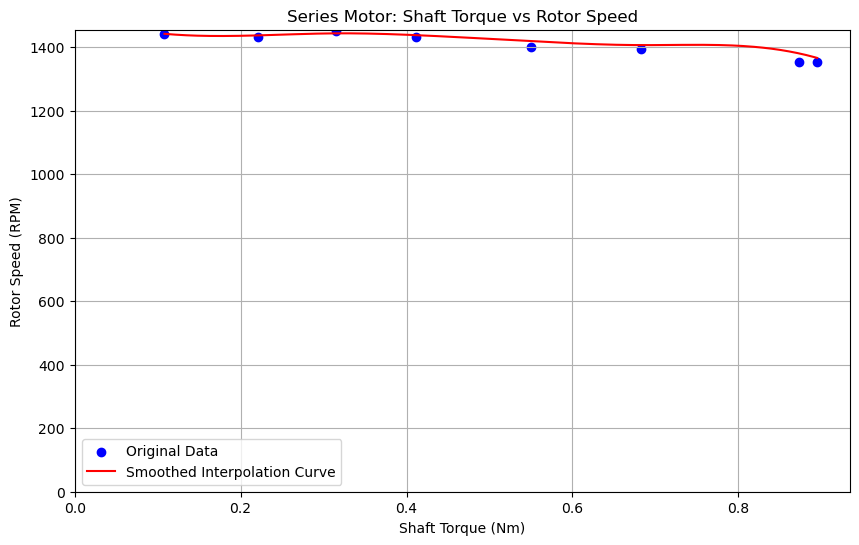 Series Motor: Shaft Torque vs Rotor Speed
Rotor Speed (RPM)
1400
1200
1000
800
600
400
200
0
0.0
0.2
0.4
0.6
0.8
Shaft Torque (Nm)
Original Data
Smoothed Interpolation Curve